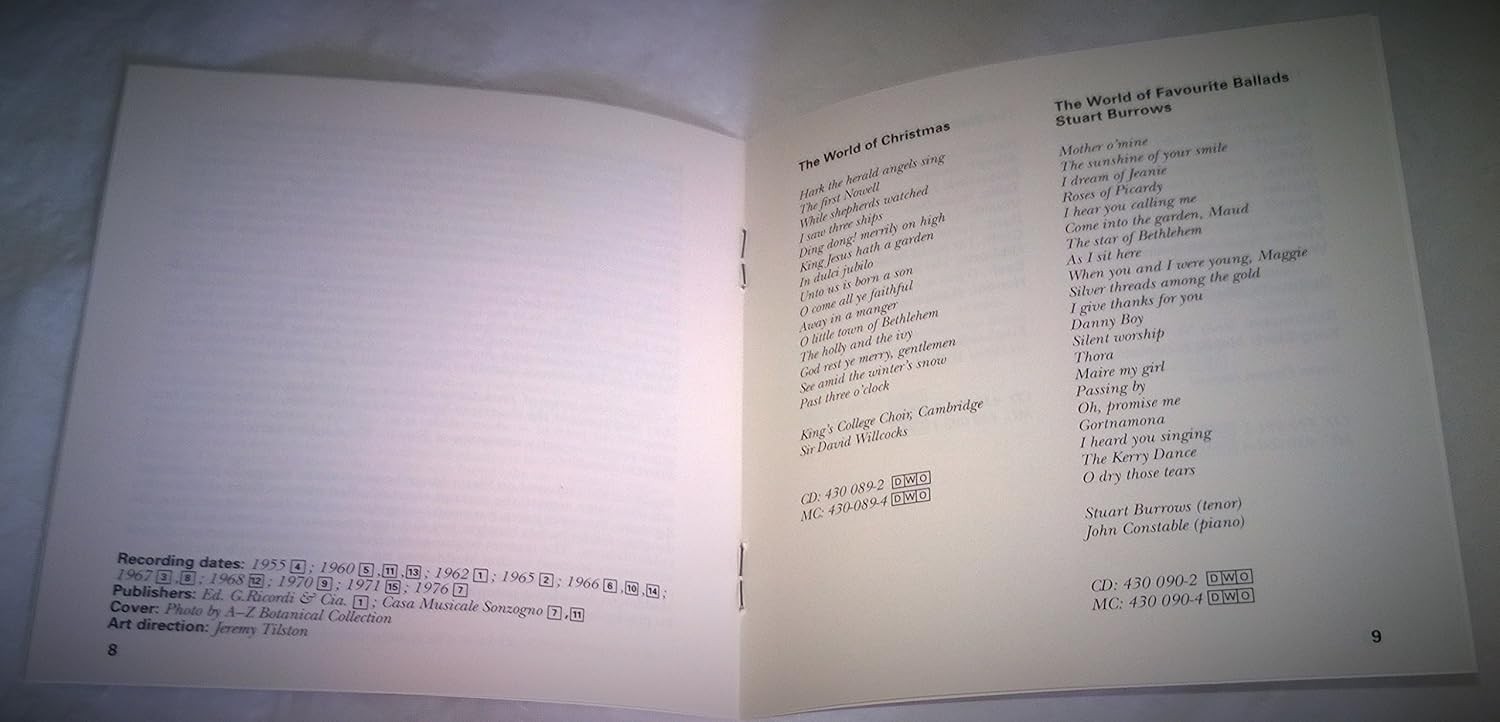 Recording dates: 1955 4 ; 1960 5 , 11 , 13 ; 1962 1 ; 1965 2 ; 1966 6 , 10 , 14 ;
1967 3 , 8 ; 1968 12 ; 1970 9 ; 1971 15 ; 1976 7
Publishers: Ed. G.Ricordi & Cia. 1 ; Casa Musicale Sonzogno 7 , 11
Cover: Photo by A–Z Botanical Collection
Art direction: Jeremy Tilston
8
The World of Christmas
Hark the herald angels sing
The first Nowell
While shepherds watched
I saw three ships
Ding dong! merrily on high
King Jesus hath a garden
In dulci jubilo
Unto us is born a son
O come all ye faithful
Away in a manger
O little town of Bethlehem
The holly and the ivy
God rest ye merry, gentlemen
See amid the winter's snow
Past three o'clock
King's College Choir, Cambridge
Sir David Willcocks
CD: 430 089-2 DWO
MC: 430-089-4 DWO
The World of Favourite Ballads
Stuart Burrows
Mother o'mine
The sunshine of your smile
I dream of Jeanie
Roses of Picardy
I hear you calling me
Come into the garden, Maud
The star of Bethlehem
As I sit here
When you and I were young, Maggie
Silver threads among the gold
I give thanks for you
Danny Boy
Silent worship
Thora
Maire my girl
Passing by
Oh, promise me
Gortnamona
I heard you singing
The Kerry Dance
O dry those tears
Stuart Burrows (tenor)
John Constable (piano)
CD: 430 090-2 DWO
MC: 430 090-4 DWO
9